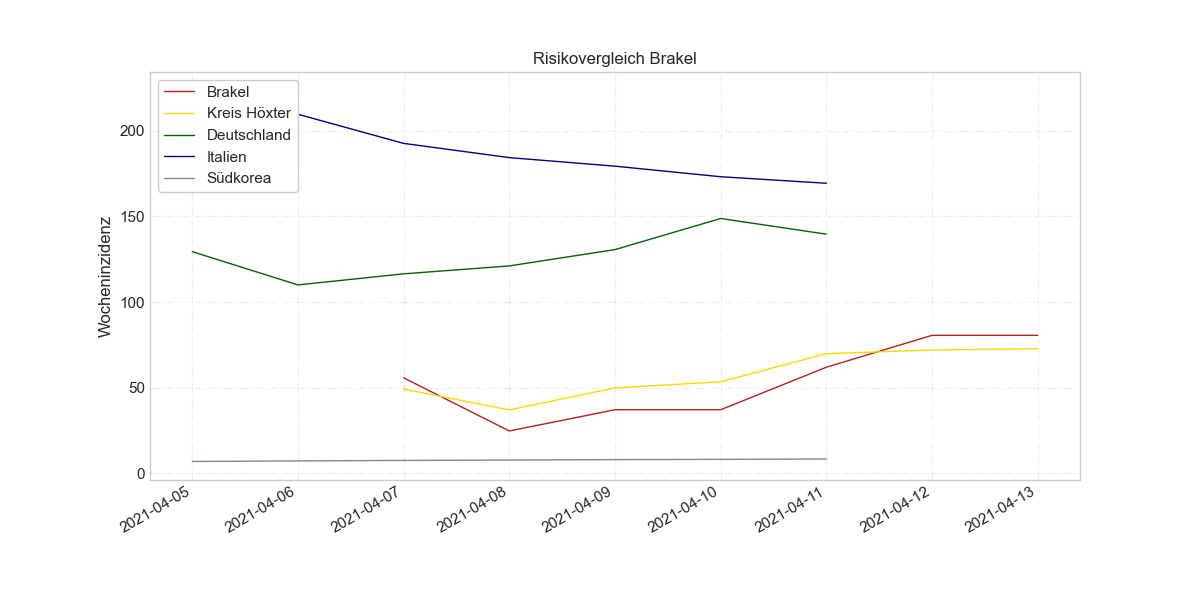 Risikovergleich Brakel
Brakel
Kreis Höxter
Deutschland
Italien
Südkorea
Wocheninzidenz
200
150
100
50
0
2021-04-05
2021-04-06
2021-04-07
2021-04-08
2021-04-09
2021-04-10
2021-04-11
2021-04-12
2021-04-13